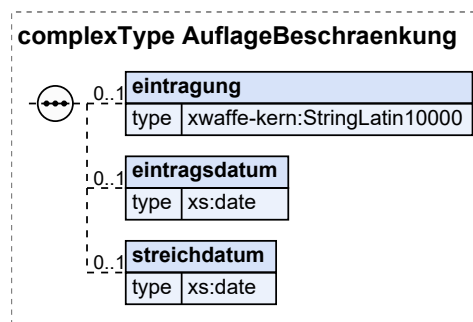 complexType AuflageBeschraenkung
0..1 eintragung
type xwaffe-kern:StringLatin10000
0..1 eintragsdatum
type xs:date
0..1 streichdatum
type xs:date